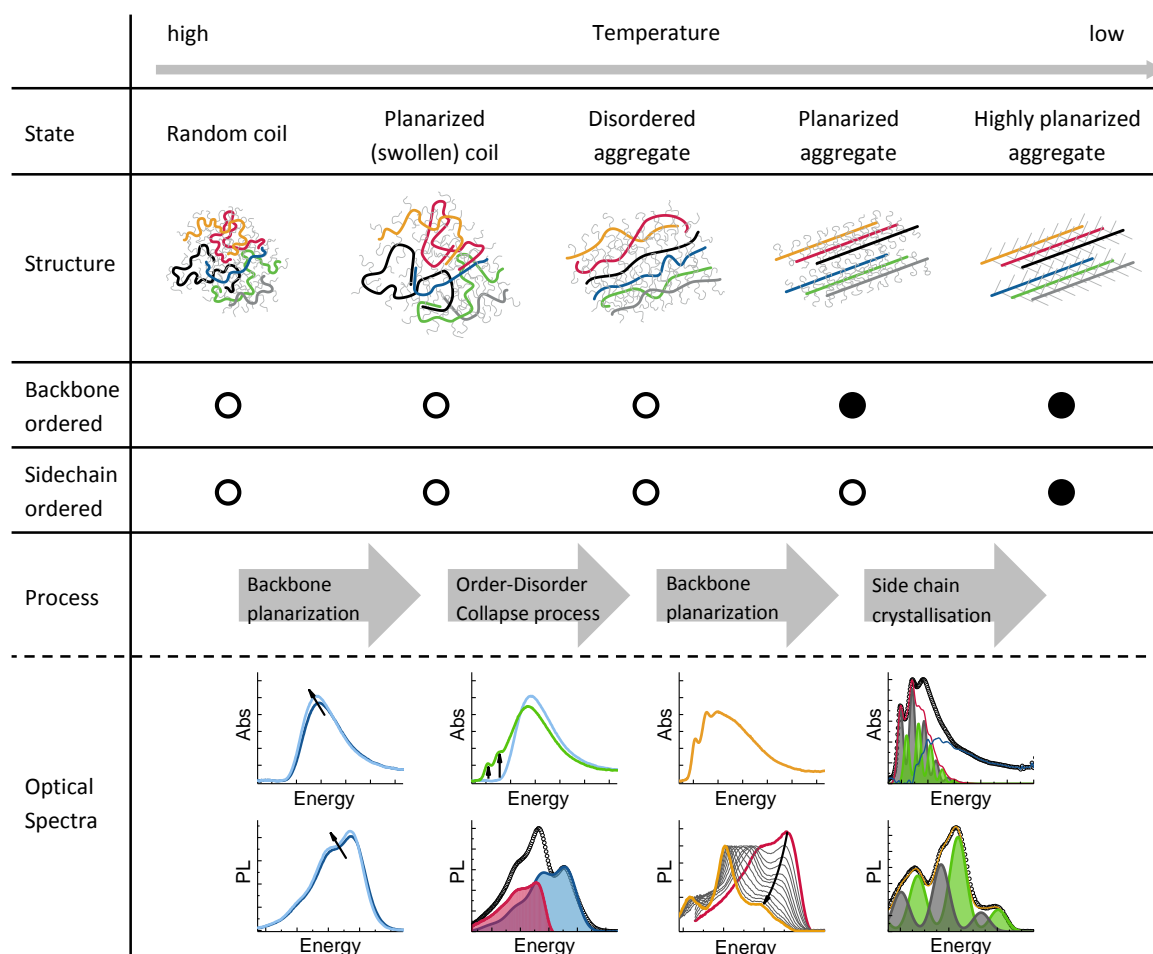 high Temperature low
State
Random coil
Planarized
(swollen) coil
Disordered
aggregate
Planarized
aggregate
Highly planarized
aggregate
Structure
Backbone
ordered
Sidechain
ordered
Process
Backbone
planarization
Order-Disorder
Collapse process
Backbone
planarization
Side chain
crystallisation
Optical
Spectra
Abs
Energy
Abs
Energy
Abs
Energy
Abs
Energy
PL
Energy
PL
Energy
PL
Energy
PL
Energy